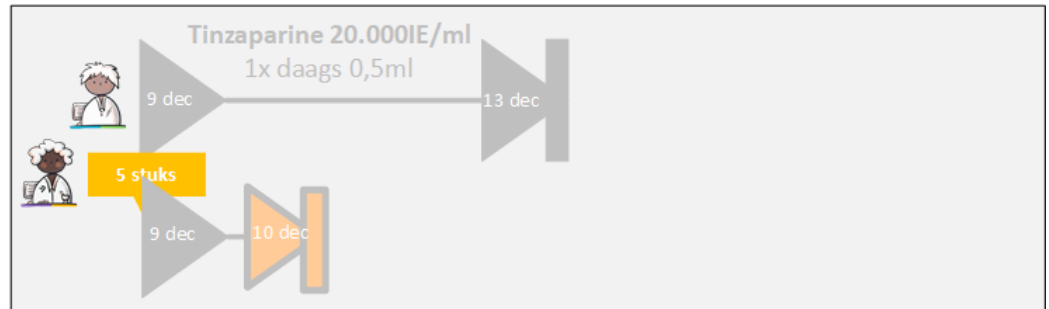 Tinzaparine 20.000IE/ml
1x daags 0,5ml
9 dec
13 dec
5 stuks
9 dec
10 dec